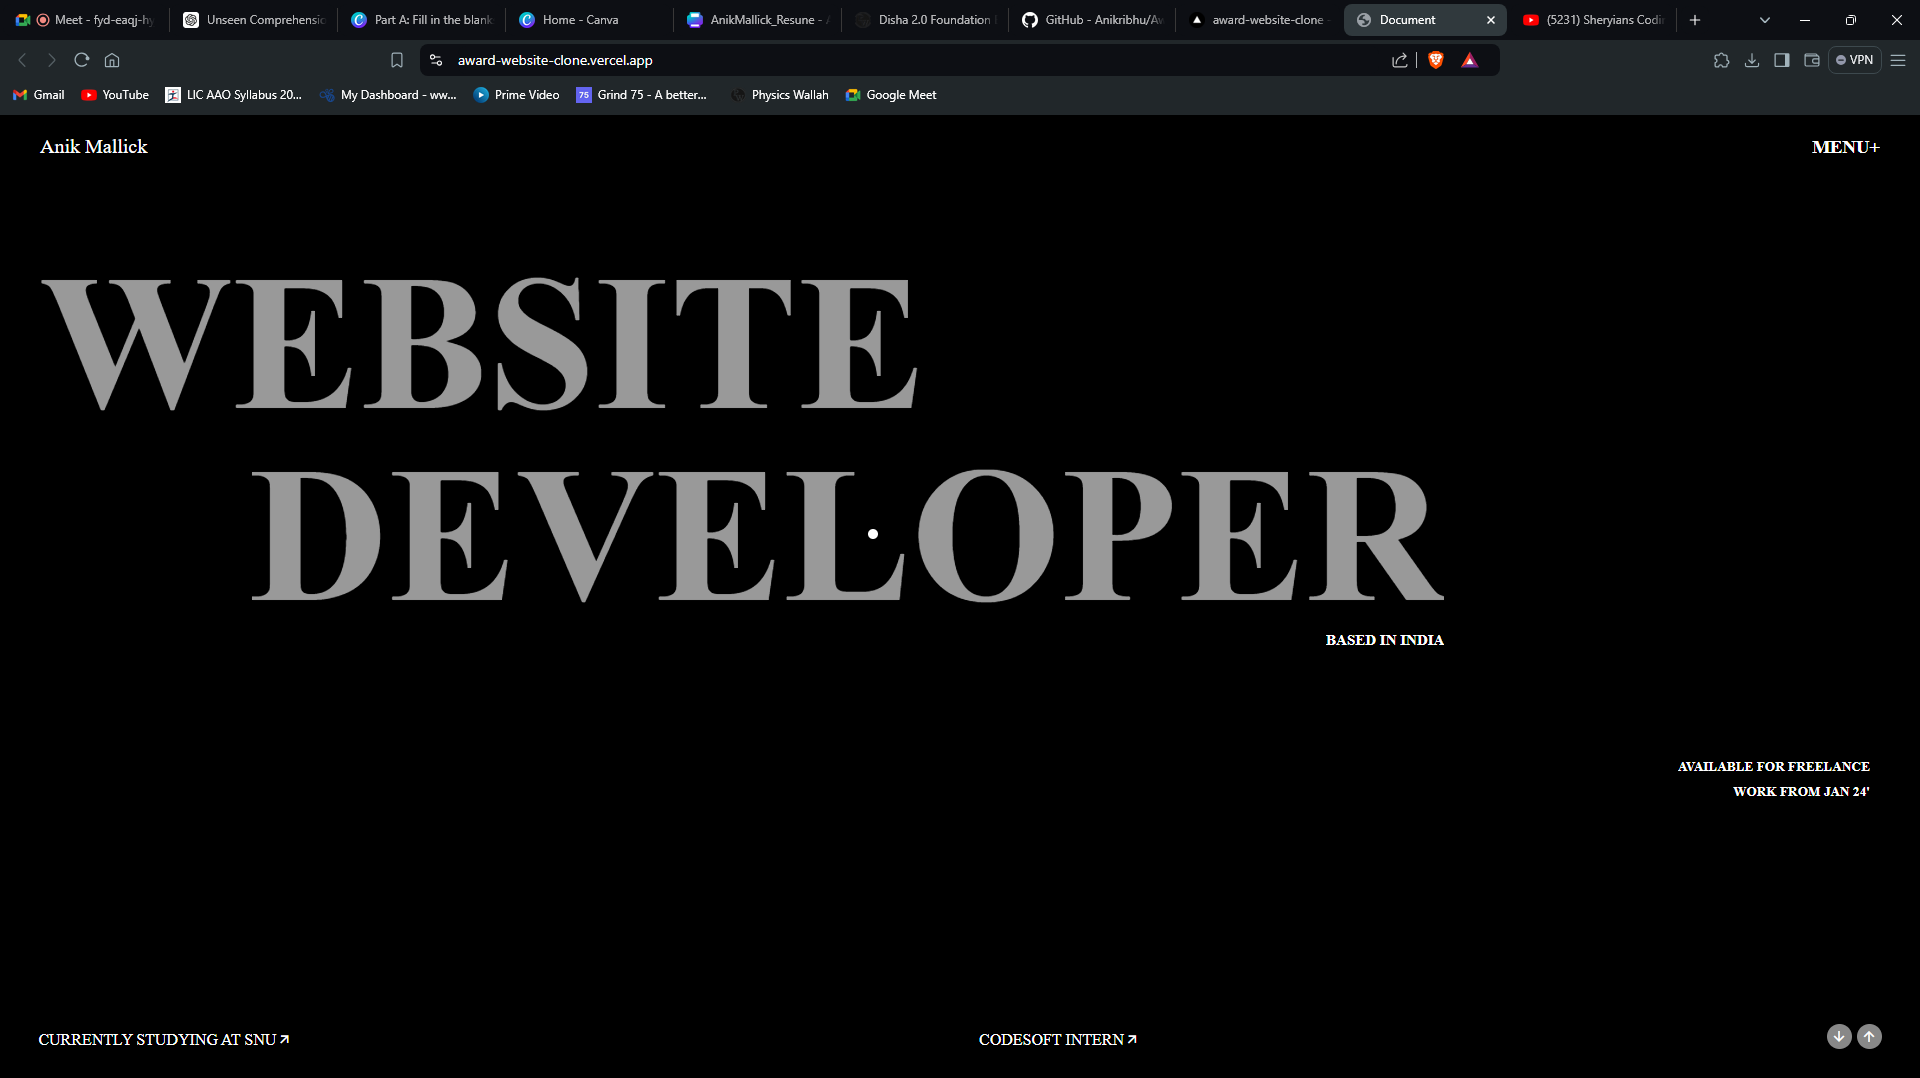 Meet - fyd-eaqj-hy
Unseen Comprehensio
Part A: Fill in the blank
Home - Canva
AnikMallick_Resune - A
Disha 2.0 Foundation
GitHub - Anikribhu/Aw
award-website-clone
Document
(5231) Sheryians Codi
award-website-clone.vercel.app
VPN
Gmail
YouTube
LIC AAO Syllabus 20...
My Dashboard - ww...
Prime Video
75
Grind 75 - A better...
Physics Wallah
Google Meet
Anik Mallick
MENU+
WEBSITE
DEVELOPER
BASED IN INDIA
AVAILABLE FOR FREELANCE
WORK FROM JAN 24'
CURRENTLY STUDYING AT SNU
CODESOFT INTERN